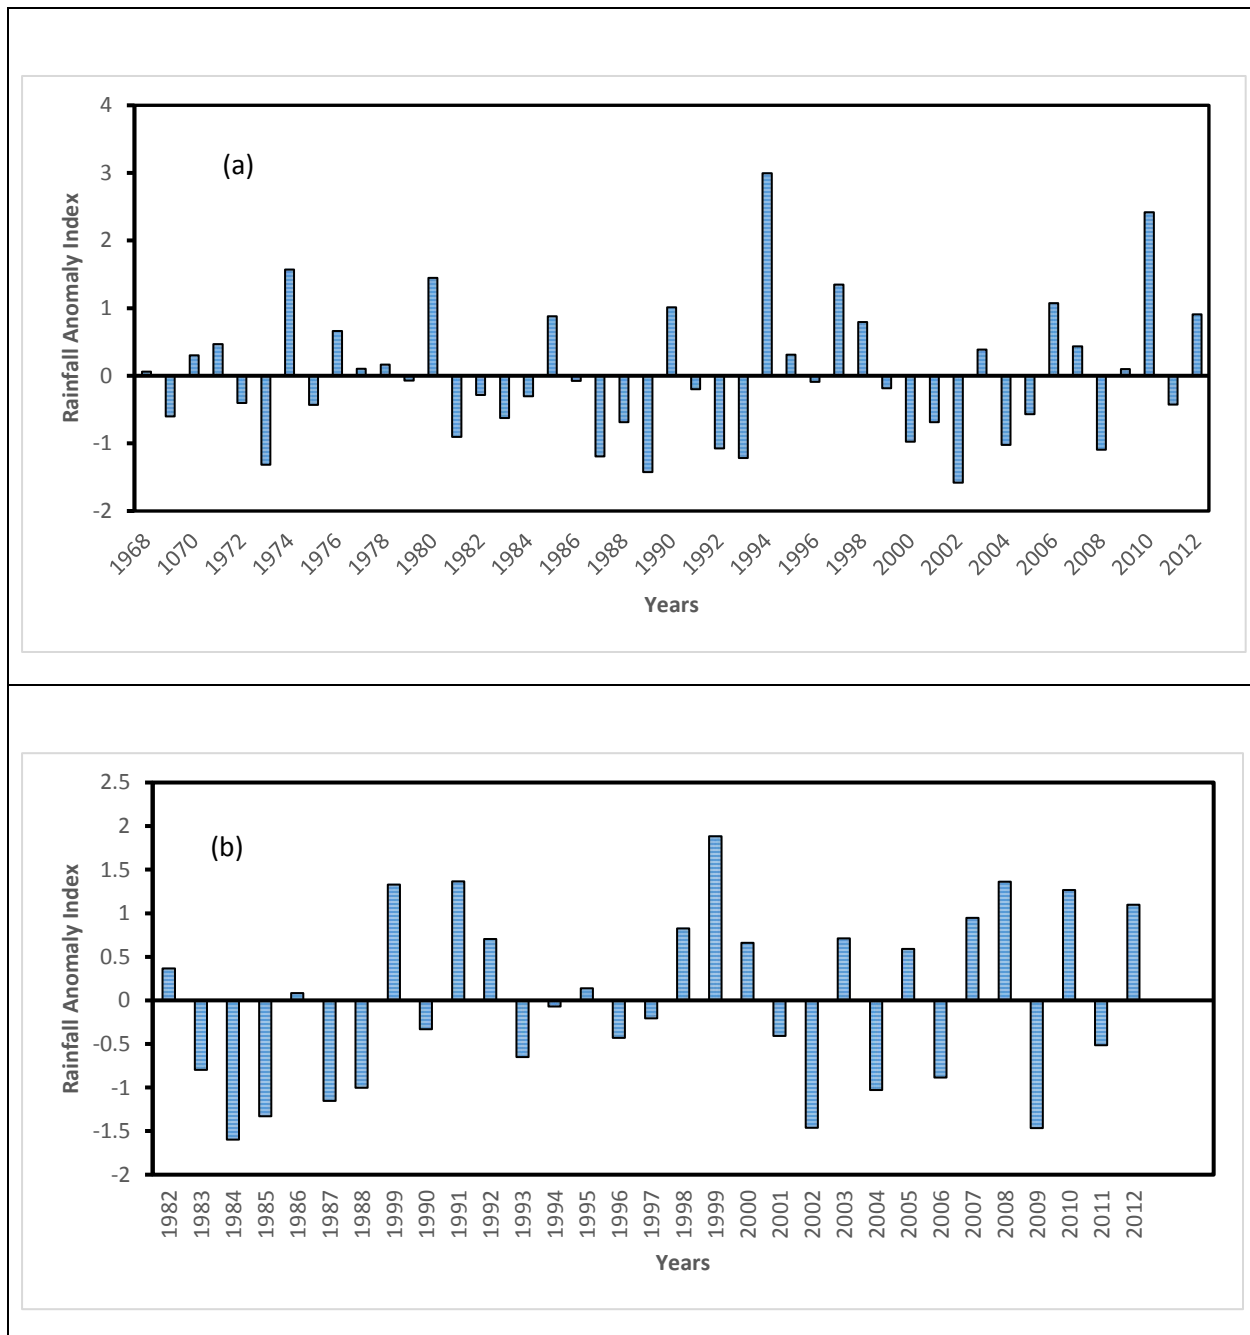 4
3
2
1
0
-1
-2
(a)
Rainfall Anomaly Index
1968 1070 1972 1974 1976 1978 1980 1982 1984 1986 1988 1990 1992 1994 1996 1998 2000 2002 2004 2006 2008 2010 2012
Years
2.5
2
1.5
1
0.5
0
-0.5
-1
-1.5
-2
(b)
Rainfall Anomaly Index
1982 1983 1984 1985 1986 1987 1988 1999 1990 1991 1992 1993 1994 1995 1996 1997 1998 1999 2000 2001 2002 2003 2004 2005 2006 2007 2008 2009 2010 2011 2012
Years